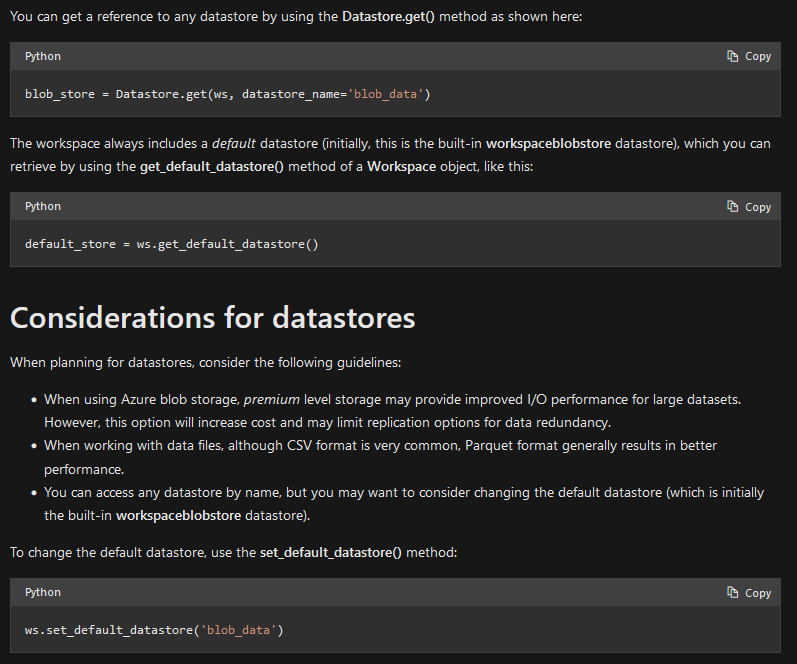 You can get a reference to any datastore by using the Datastore.get() method as shown here:
Python
Copy
blob_store = Datastore.get(ws, datastore_name='blob_data')
The workspace always includes a default datastore (initially, this is the built-in workspaceblobstore datastore), which you can
retrieve by using the get_default_datastore() method of a Workspace object, like this:
Python
Copy
default_store = ws.get_default_datastore()
Considerations for datastores
When planning for datastores, consider the following guidelines:
• When using Azure blob storage, premium level storage may provide improved I/O performance for large datasets.
However, this option will increase cost and may limit replication options for data redundancy.
• When working with data files, although CSV format is very common, Parquet format generally results in better
performance.
• You can access any datastore by name, but you may want to consider changing the default datastore (which is initially
the built-in workspaceblobstore datastore).
To change the default datastore, use the set_default_datastore() method:
Python
Copy
ws.set_default_datastore('blob_data')